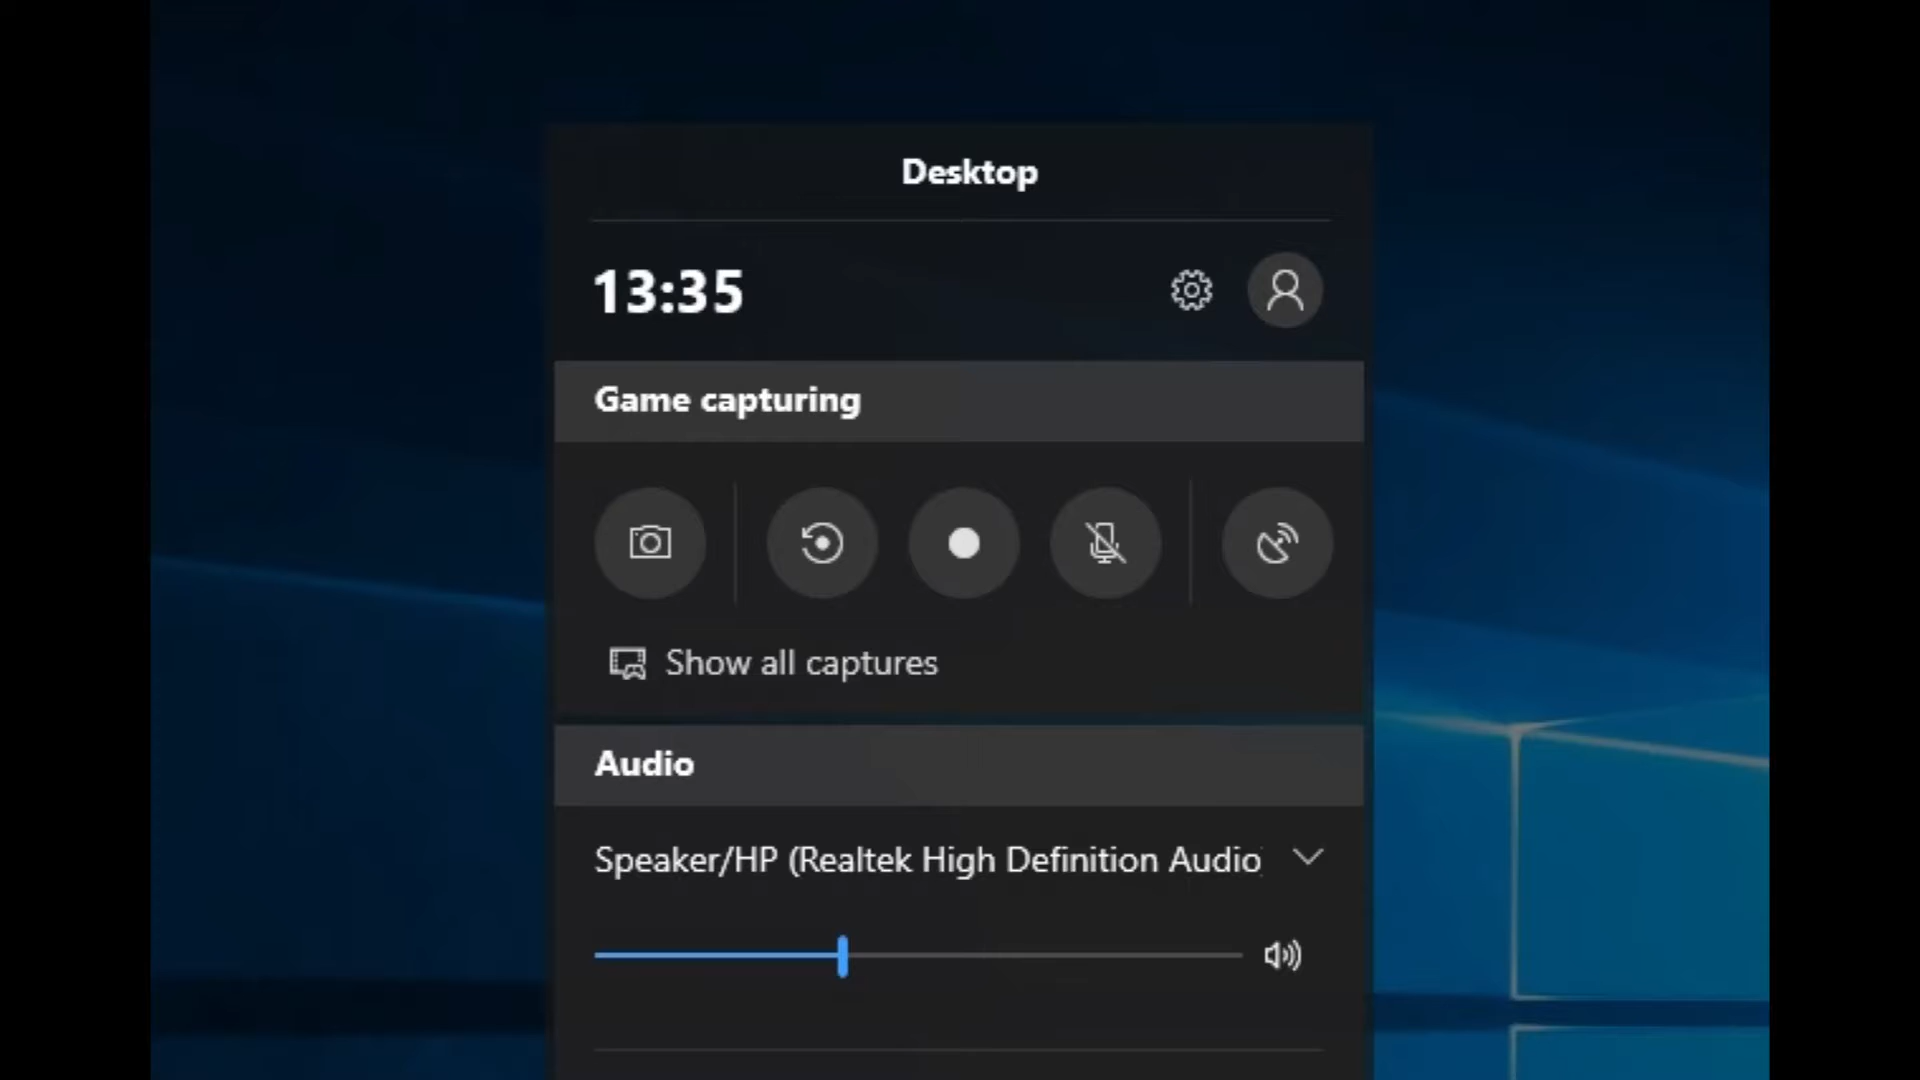 Desktop
13:35
Game capturing
Show all captures
Audio
Speaker/HP (Realtek High Definition Audio)